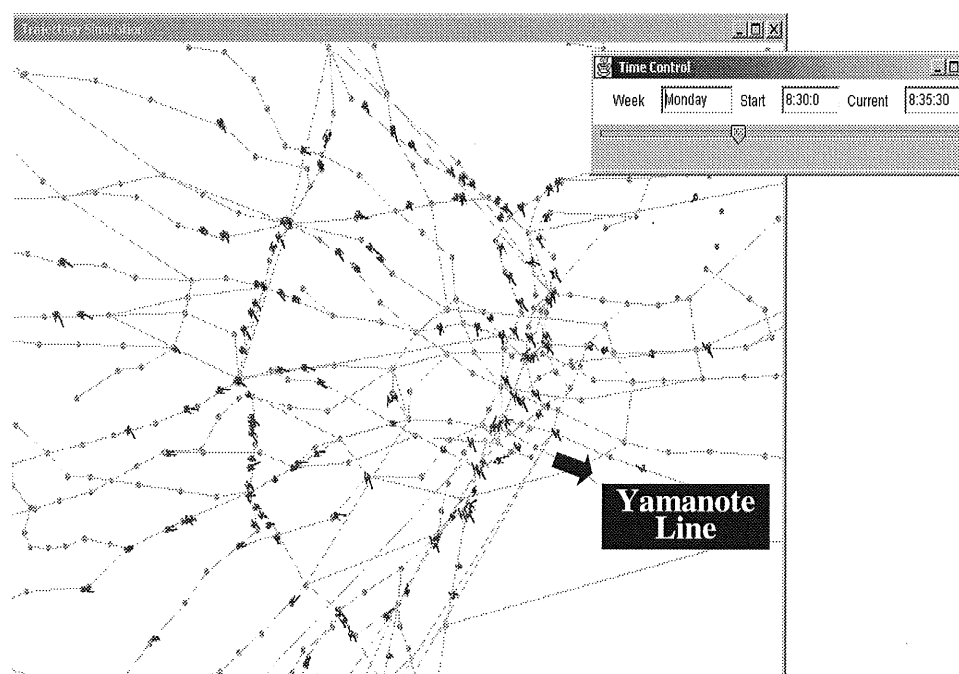 Trajectory Simulation
Time Control
Week Monday Start 8:30:0 Current 8:35:30
Yamanote
Line